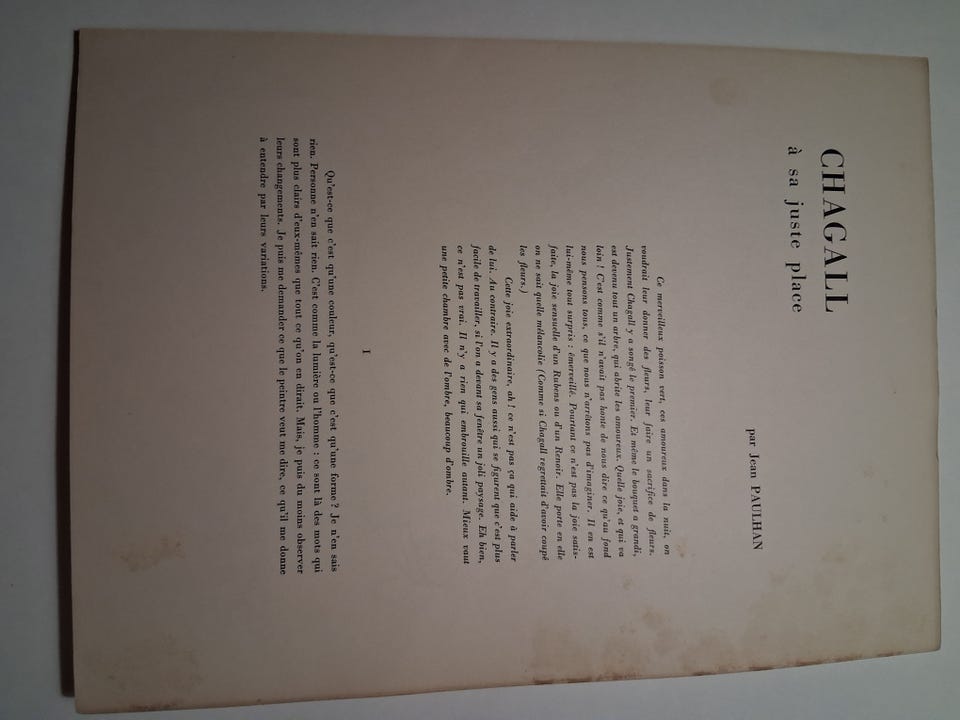 CHAGALL
à sa juste place
par Jean PAULHAN
Ce merveilleux poisson vert, ces amoureux dans la nuit, on
voudrait leur donner des fleurs, leur faire un sacrifice de fleurs.
Justement Chagall y a songé le premier. Et même le bouquet a grandi,
est devenu tout un arbre, qui abrite les amoureux. Quelle joie, et qui va
loin ! C'est comme s'il n'avait pas honte de nous dire ce qu'au fond
nous pensons tous, ce que nous n'arrêtons pas d'imaginer. Il en est
lui-même tout surpris : émerveillé. Pourtant ce n'est pas la joie satis-
faite, la joie sensuelle d'un Rubens ou d'un Renoir. Elle porte en elle
on ne sait quelle mélancolie (Comme si Chagall regrettait d'avoir coupé
les fleurs.)
Cette joie extraordinaire, ah ! ce n'est pas ça qui aide à parler
de lui. Au contraire. Il y a des gens aussi qui se figurent que c'est plus
facile de travailler, si l'on a devant sa fenêtre un joli paysage. Eh bien,
ce n'est pas vrai. Il n'y a rien qui embrouille autant. Mieux vaut
une petite chambre avec de l'ombre, beaucoup d'ombre.
I
Qu'est-ce que c'est qu'une couleur, qu'est-ce que c'est qu'une forme ? Je n'en sais
rien. Personne n'en sait rien. C'est comme la lumière ou l'homme : ce sont là des mots qui
sont plus clairs d'eux-mêmes que tout ce qu'on en dirait. Mais, je puis du moins observer
leurs changements. Je puis me demander ce que le peintre veut me dire, ce qu'il me donne
à entendre par leurs variations.